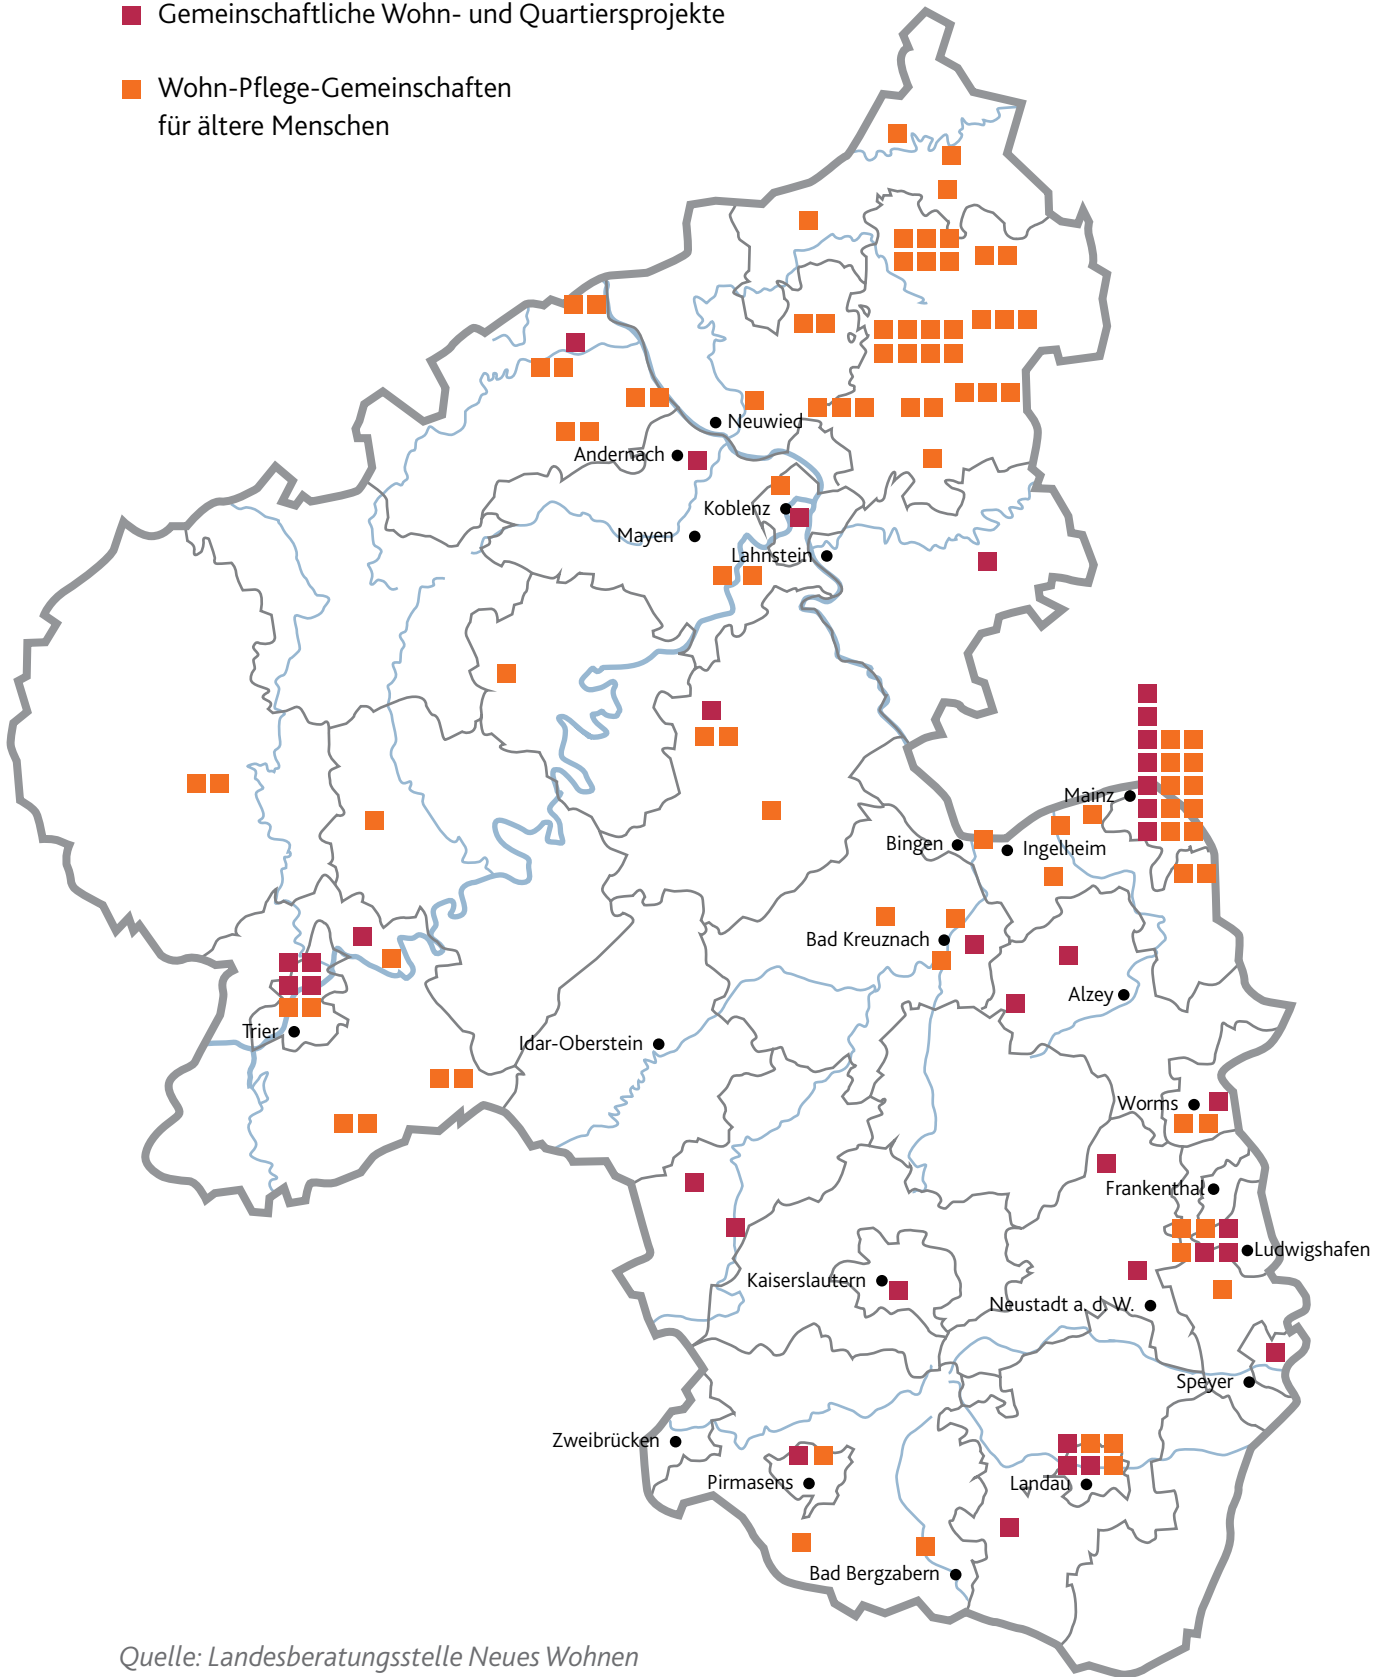 Gemeinschaftliche Wohn- und Quartiersprojekte
Wohn-Pflege-Gemeinschaften
für ältere Menschen
Neuwied
Andernach
Koblenz
Mayen
Lahnstein
Mainz
Bingen
Ingelheim
Bad Kreuznach
Alzey
Trier
Idar-Oberstein
Worms
Frankenthal
Ludwigshafen
Kaiserslautern
Neustadt a. d. W.
Speyer
Zweibrücken
Pirmasens
Landau
Bad Bergzabern
Quelle: Landesberatungsstelle Neues Wohnen